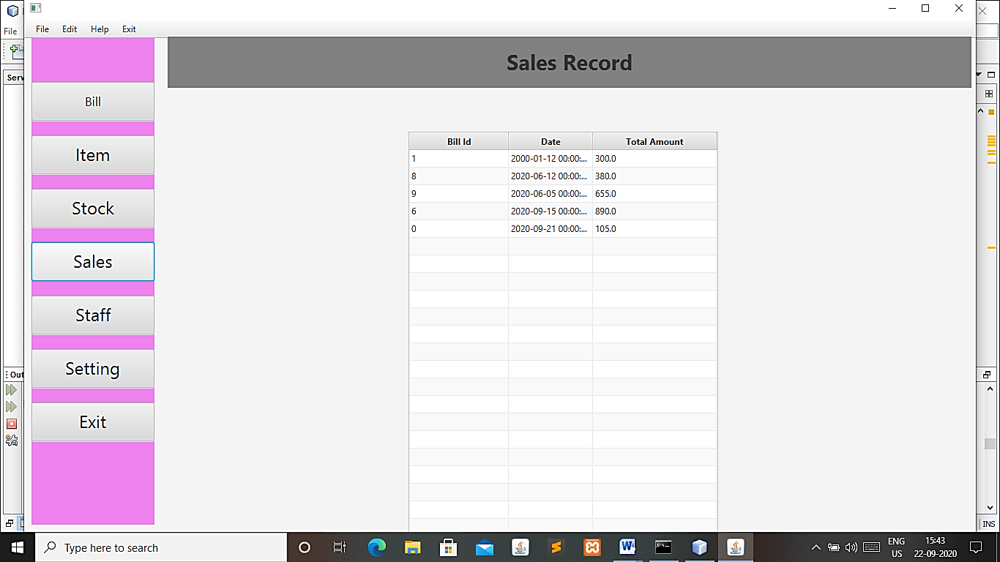 File Edit Help Exit
File
Sales Record
Serv
Bill
Item
Stock
Sales
Staff
Setting
Exit
Bill Id Date Total Amount
1 2000-01-12 00:00:... 300.0
8 2020-06-12 00:00:... 380.0
9 2020-06-05 00:00:... 655.0
6 2020-09-15 00:00:... 890.0
0 2020-09-21 00:00:... 105.0
Out
INS
Type here to search
ENG
US
15:43
22-09-2020